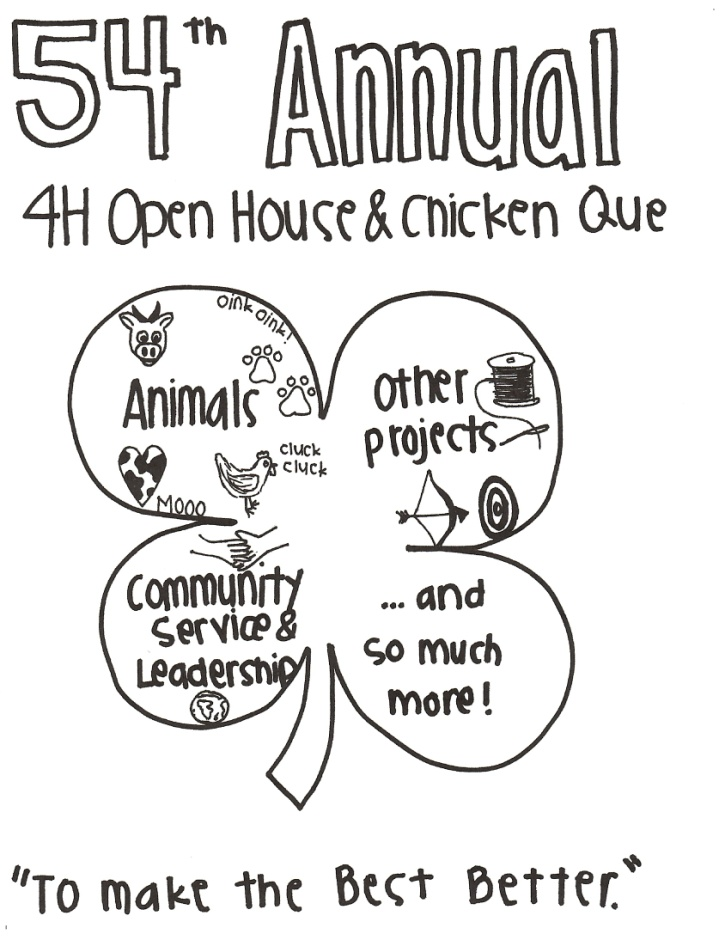 54th Annual
4H Open House & Chicken Que
oink oink!
Animals
cluck
cluck
MOOO
Other
projects
Community
Service &
Leadership
... and
so much
more!
"To make the Best Better."